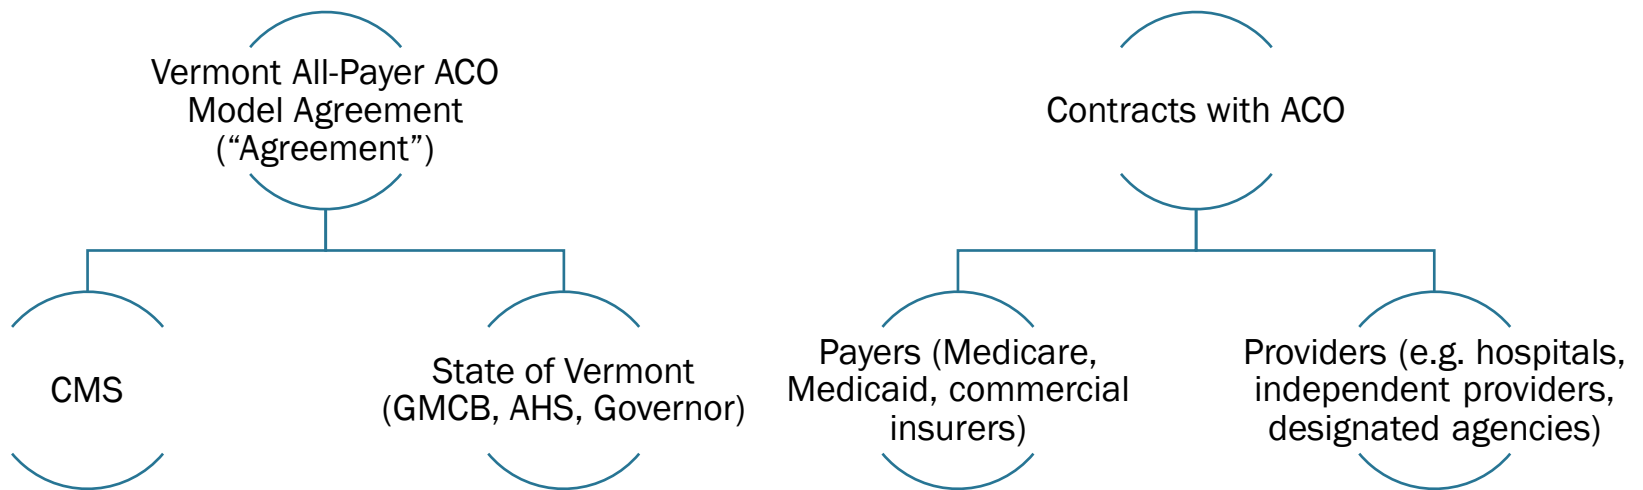 Vermont All-Payer ACO
Model Agreement
(“Agreement”)
CMS
State of Vermont
(GMCB, AHS, Governor)
Contracts with ACO
Payers (Medicare,
Medicaid, commercial
insurers)
Providers (e.g. hospitals,
independent providers,
designated agencies)